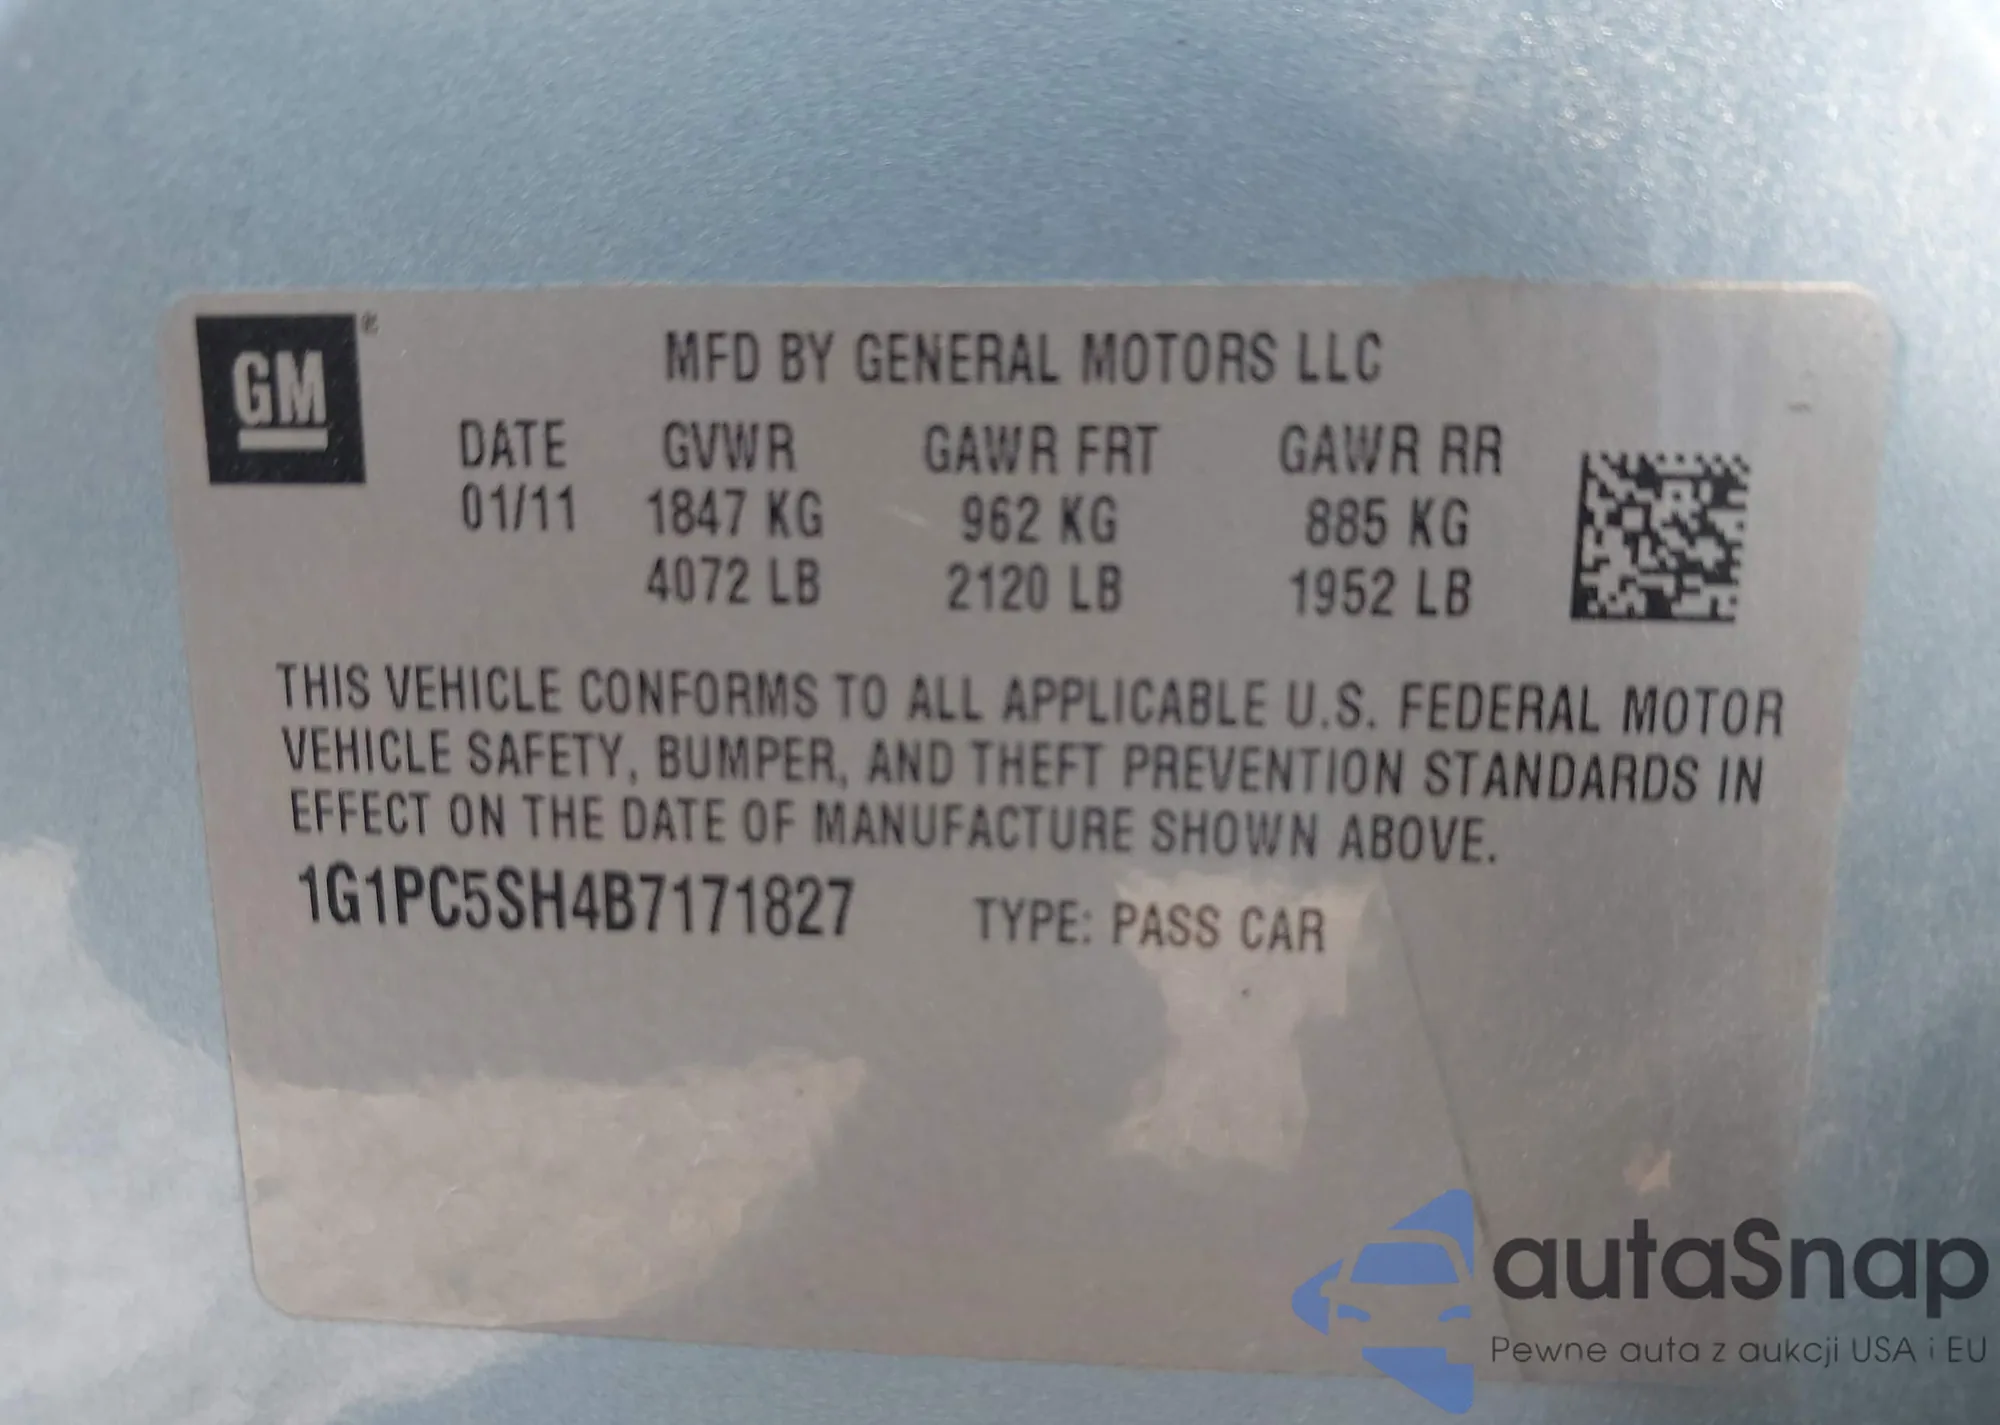 GM ®
MFD BY GENERAL MOTORS LLC
DATE GVWR GAWR FRT GAWR RR
01/11 1847 KG 962 KG 885 KG
4072 LB 2120 LB 1952 LB
THIS VEHICLE CONFORMS TO ALL APPLICABLE U.S. FEDERAL MOTOR
VEHICLE SAFETY, BUMPER, AND THEFT PREVENTION STANDARDS IN
EFFECT ON THE DATE OF MANUFACTURE SHOWN ABOVE.
1G1PC5SH4B7171827 TYPE: PASS CAR
autaSnap
Pewne auta z aukcji USA i EU